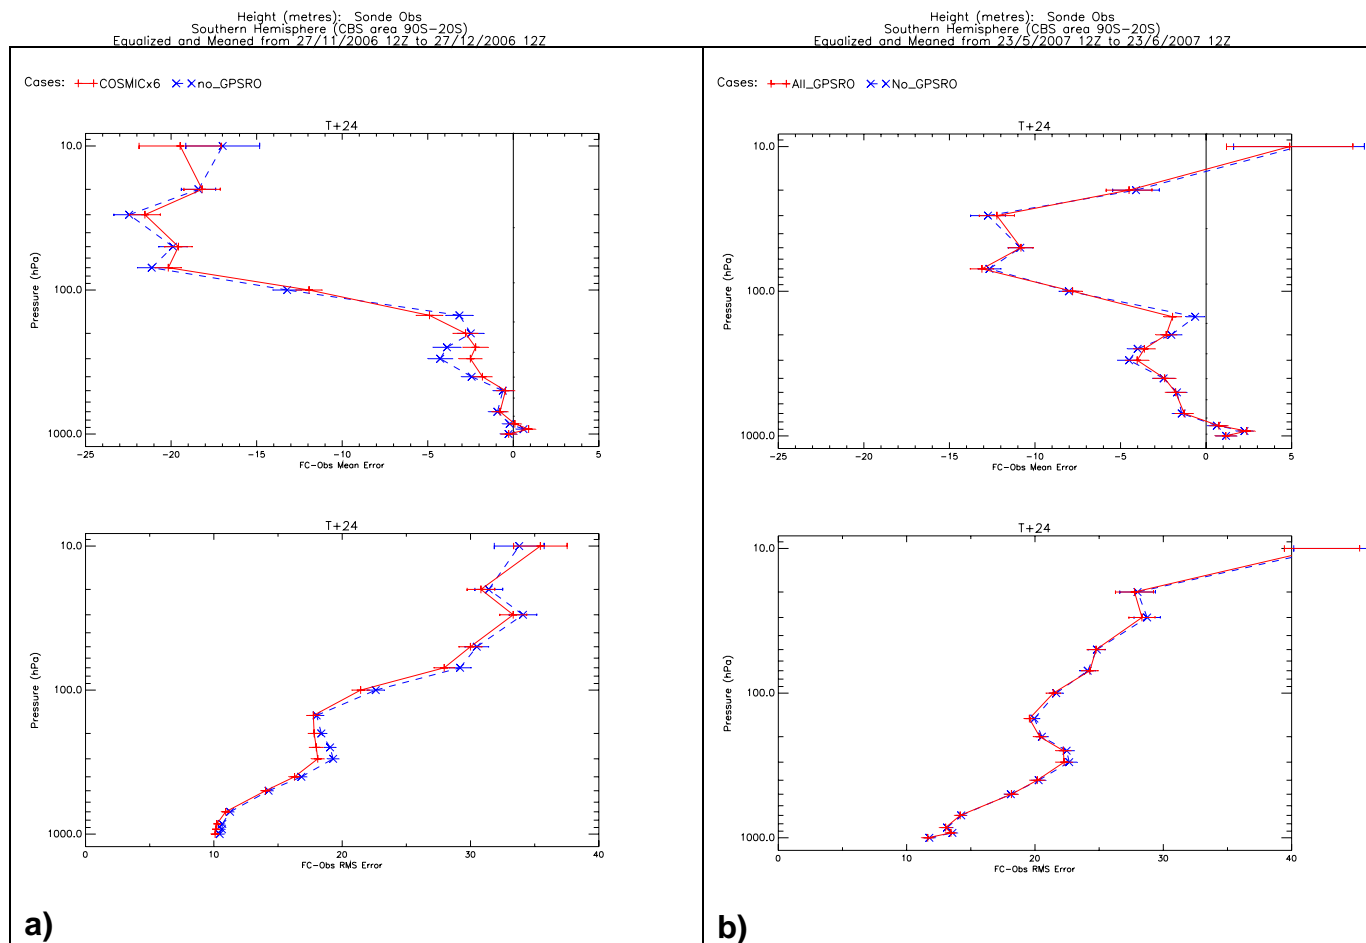 Height (metres): Sonde Obs
Southern Hemisphere (CBS area 90S-20S)
Equalized and Meaned from 27/11/2006 12Z to 27/12/2006 12Z
Cases: COSMICx6 no_GPSRO
T+24
10.0
100.0
1000.0
Pressure (hPa)
-25 -20 -15 -10 -5 0 5
FC-Obs Mean Error
T+24
10.0
100.0
1000.0
Pressure (hPa)
0 10 20 30 40
FC-Obs RMS Error
a)
Height (metres): Sonde Obs
Southern Hemisphere (CBS area 90S-20S)
Equalized and Meaned from 23/5/2007 12Z to 23/6/2007 12Z
Cases: All_GPSRO No_GPSRO
T+24
10.0
100.0
1000.0
Pressure (hPa)
-25 -20 -15 -10 -5 0 5
FC-Obs Mean Error
T+24
10.0
100.0
1000.0
Pressure (hPa)
0 10 20 30 40
FC-Obs RMS Error
b)